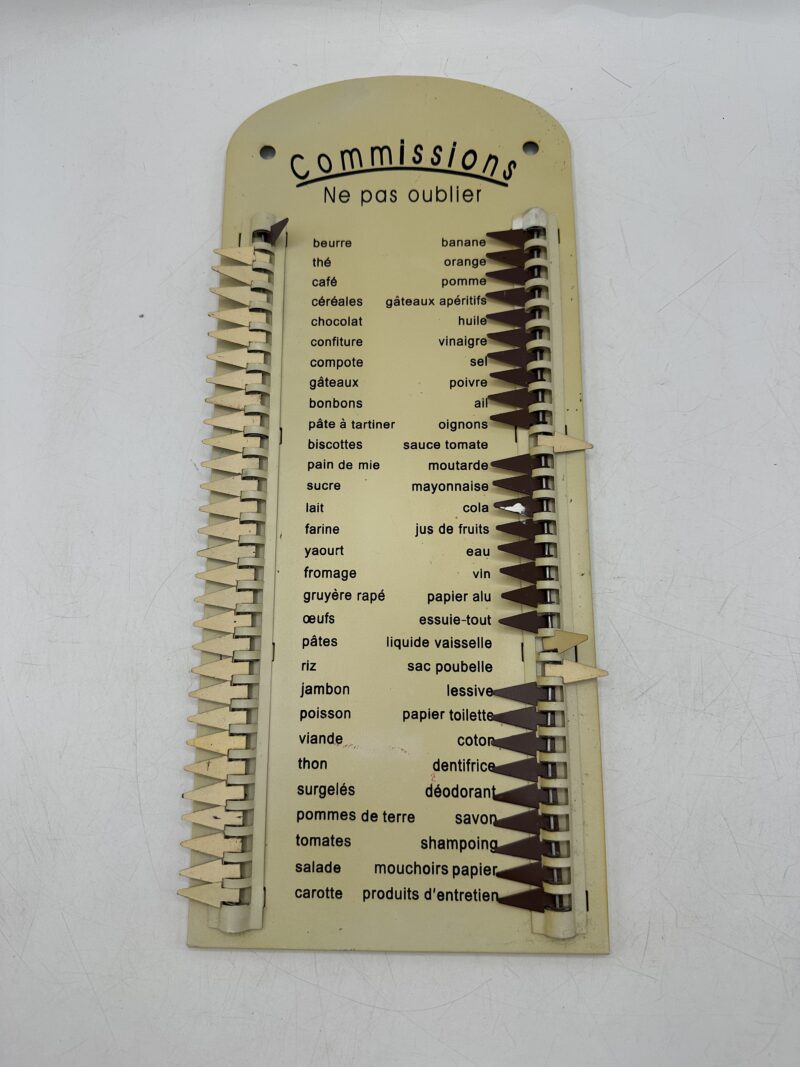 Commissions
Ne pas oublier
beurre banane
thé orange
café pomme
céréales gâteaux apéritifs
chocolat huile
confiture vinaigre
compote sel
gâteaux poivre
bonbons ail
pâte à tartiner oignons
biscottes sauce tomate
pain de mie moutarde
sucre mayonnaise
lait cola
farine jus de fruits
yaourt eau
fromage vin
gruyère rapé papier alu
œufs essuie-tout
pâtes liquide vaisselle
riz sac poubelle
jambon lessive
poisson papier toilette
viande coton
thon dentifrice
surgelés déodorant
pommes de terre savon
tomates shampoing
salade mouchoirs papier
carotte produits d'entretien